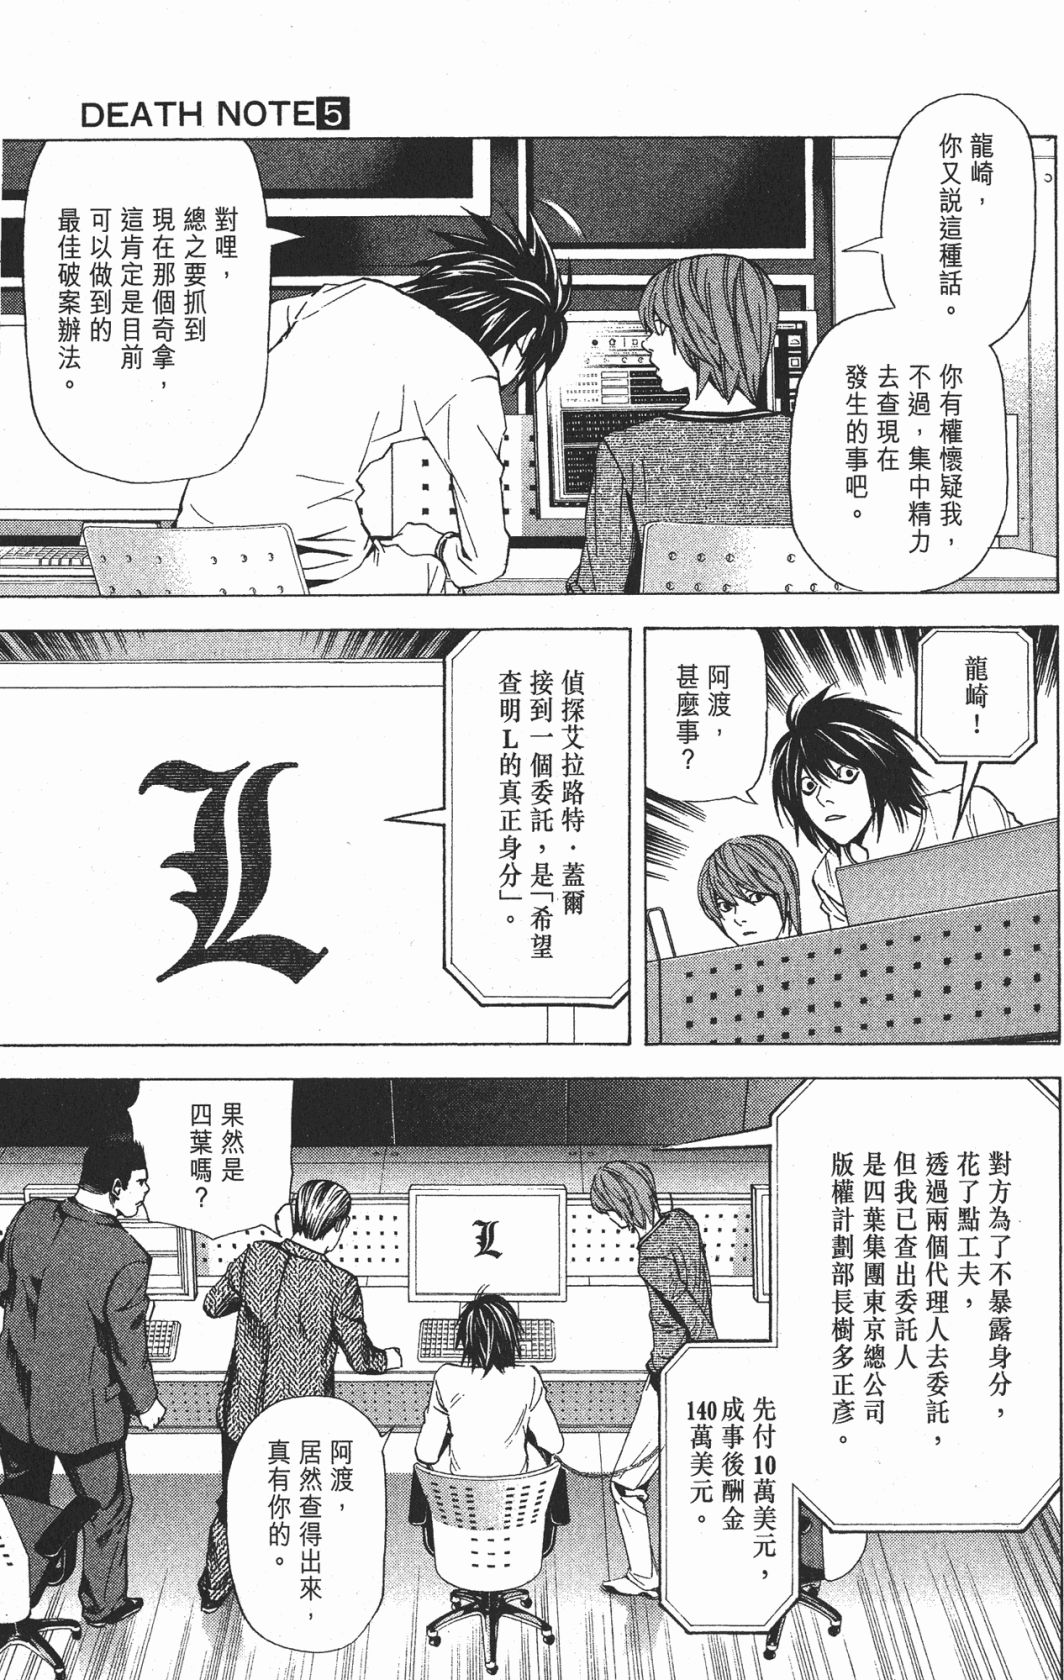 DEATH NOTE5
龍崎，
你又説這種話。
你有權懷疑我，
不過，集中精力
去查現在
發生的事吧。
對哩，
總之要抓到
現在那個奇拿，
這肯定是目前
可以做到的
最佳破案辦法。
龍崎！
阿渡，
甚麼事？
偵探艾拉路特．蓋爾
接到一個委託，是「希望
查明L的真正身分」。
L
對方為了不暴露身分，
花了點工夫，
透過兩個代理人去委託，
但我已查出委託人
是四葉集團東京總公司
版權計劃部長樹多正彥。
先付10萬美元，
成事後酬金
140萬美元。
果然是
四葉嗎？
L
阿渡，
居然查得出來，
真有你的。